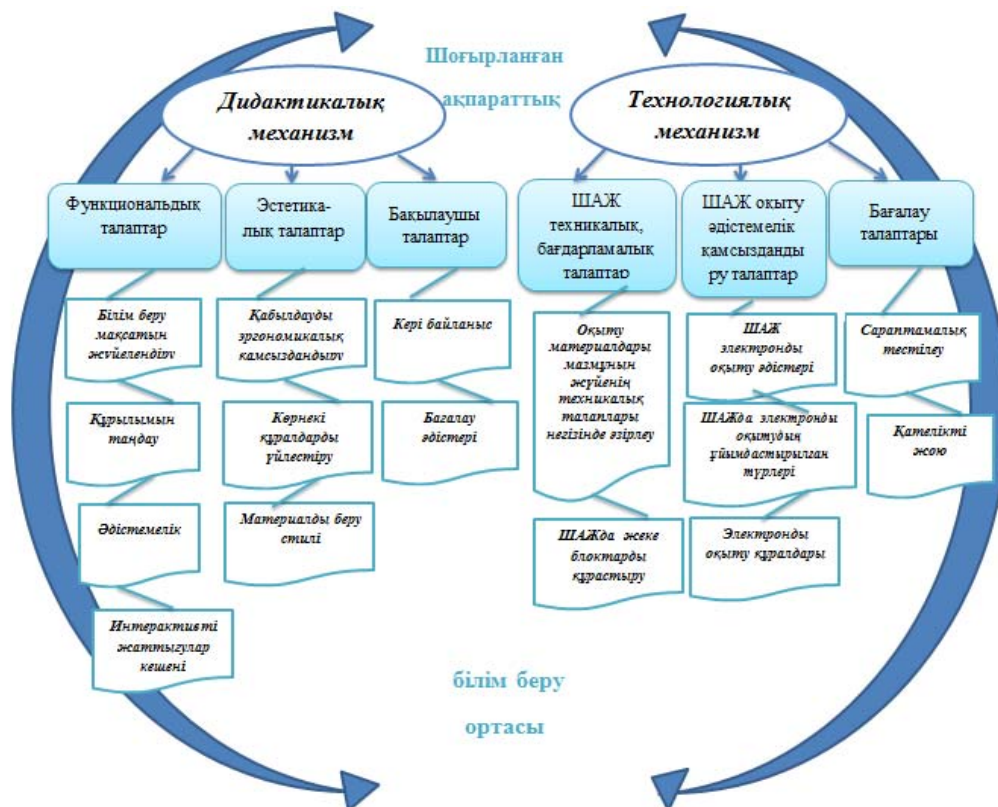 Шоғырланған
ақпараттық
Дидактикалық
механизм
Технологиялық
механизм
Функциональдық
талаптар
Эстетика-
лық талаптар
Бақылаушы
талаптар
ШАЖ
техникалық,
бағдарламалық
талаптар
ШАЖ оқыту
әдістемелік
қамсызданды
ру талаптар
Бағалау
талаптары
Білім беру
мақсатын
жүйелендіру
Құрылымын
таңдау
Әдістемелік
Интерактивті
жаттығулар
кешені
Қабылдауды
эргономикалық
қамсыздандыру
Көрнекі
құралдарды
үйлестіру
Материалды беру
стилі
Кері байланыс
Бағалау
әдістері
Оқыту
материалдары
мазмұнын
жүйенің
техникалық
талаплары
негізінде әзірлеу
ШАЖда жеке
блоктарды
құрастыру
ШАЖ
электронды
оқыту әдістері
ШАЖда электронды
оқытудың
ұйымдастырылған
түрлері
Электронды
оқыту құралдары
Сараптамалық
тестілеу
Қателікті
жою
білім беру
ортасы